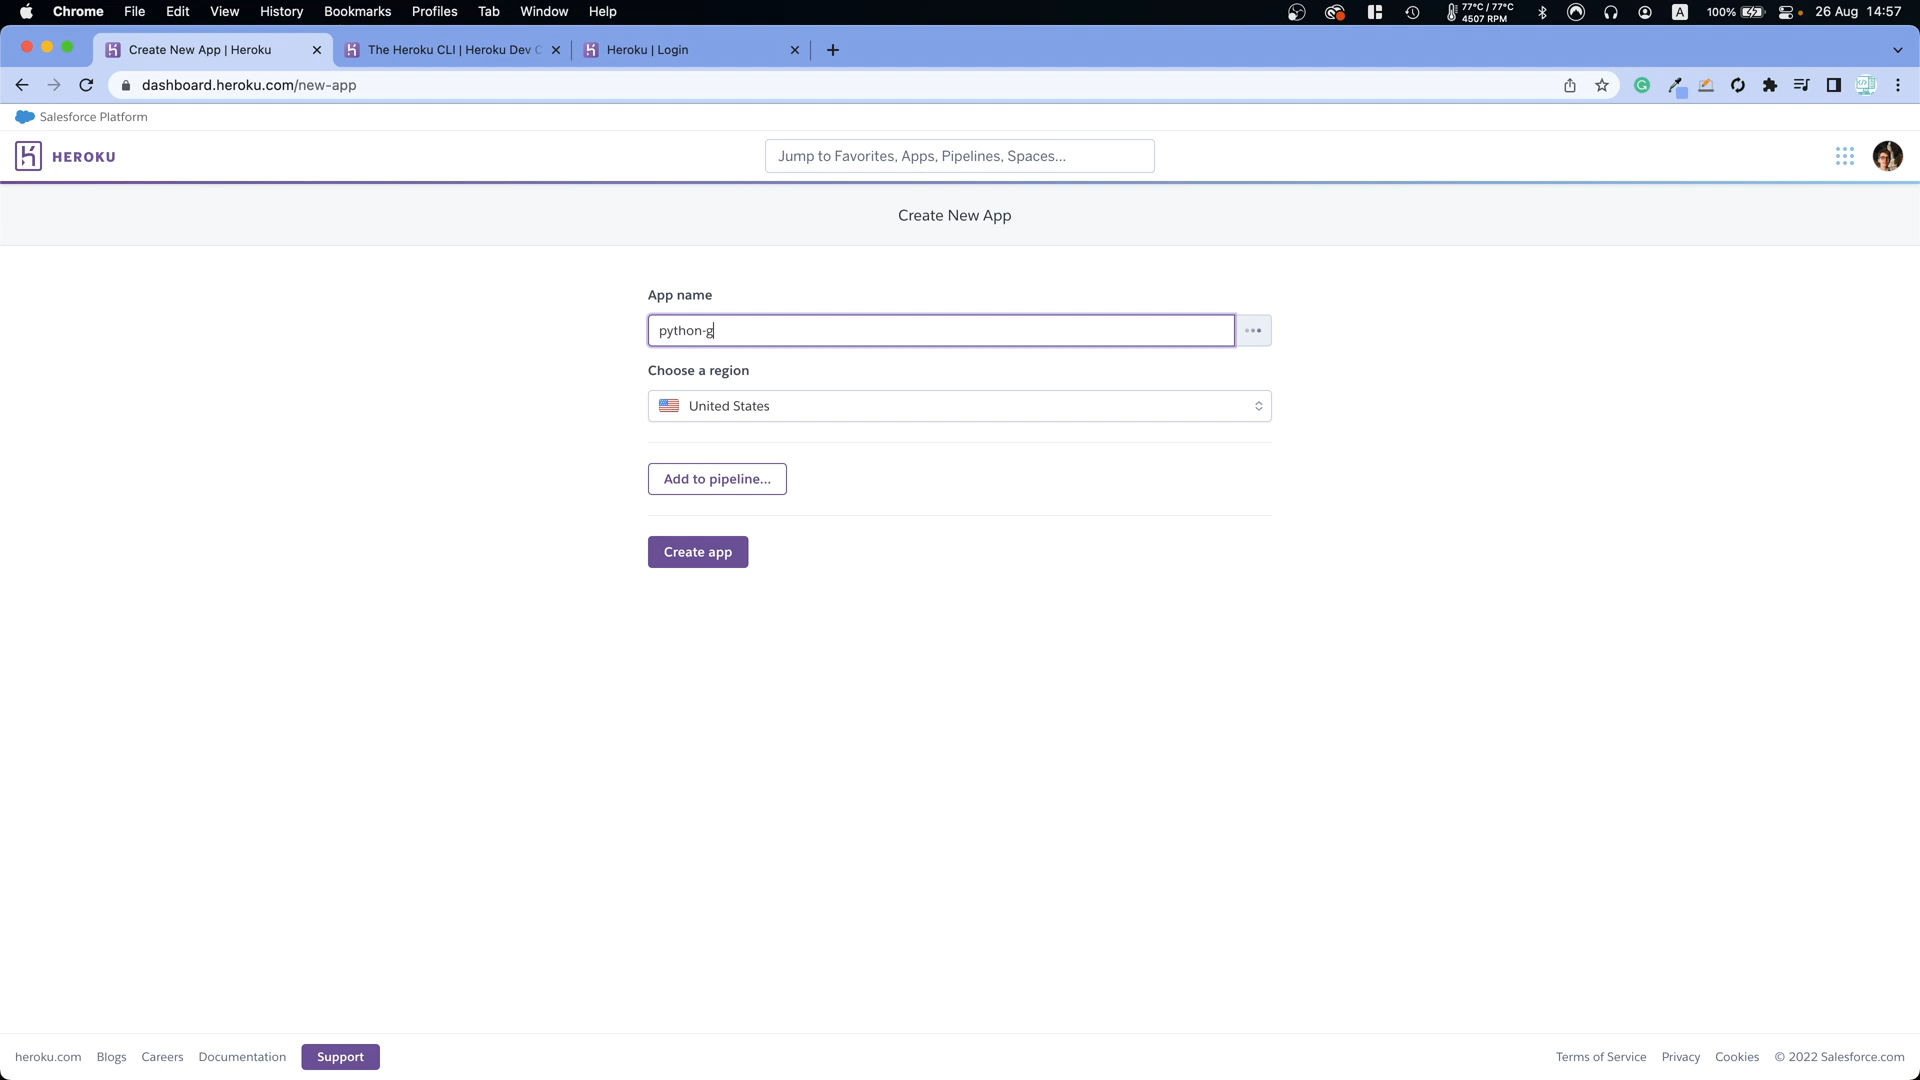 Chrome File Edit View History Bookmarks Profiles Tab Window Help 77°C / 77°C 4507 RPM A 100% 26 Aug 14:57
Create New App | Heroku The Heroku CLI | Heroku Dev C Heroku | Login
dashboard.heroku.com/new-app
Salesforce Platform
HEROKU Jump to Favorites, Apps, Pipelines, Spaces...
Create New App
App name
python-g
Choose a region
United States
Add to pipeline...
Create app
heroku.com Blogs Careers Documentation Support Terms of Service Privacy Cookies © 2022 Salesforce.com